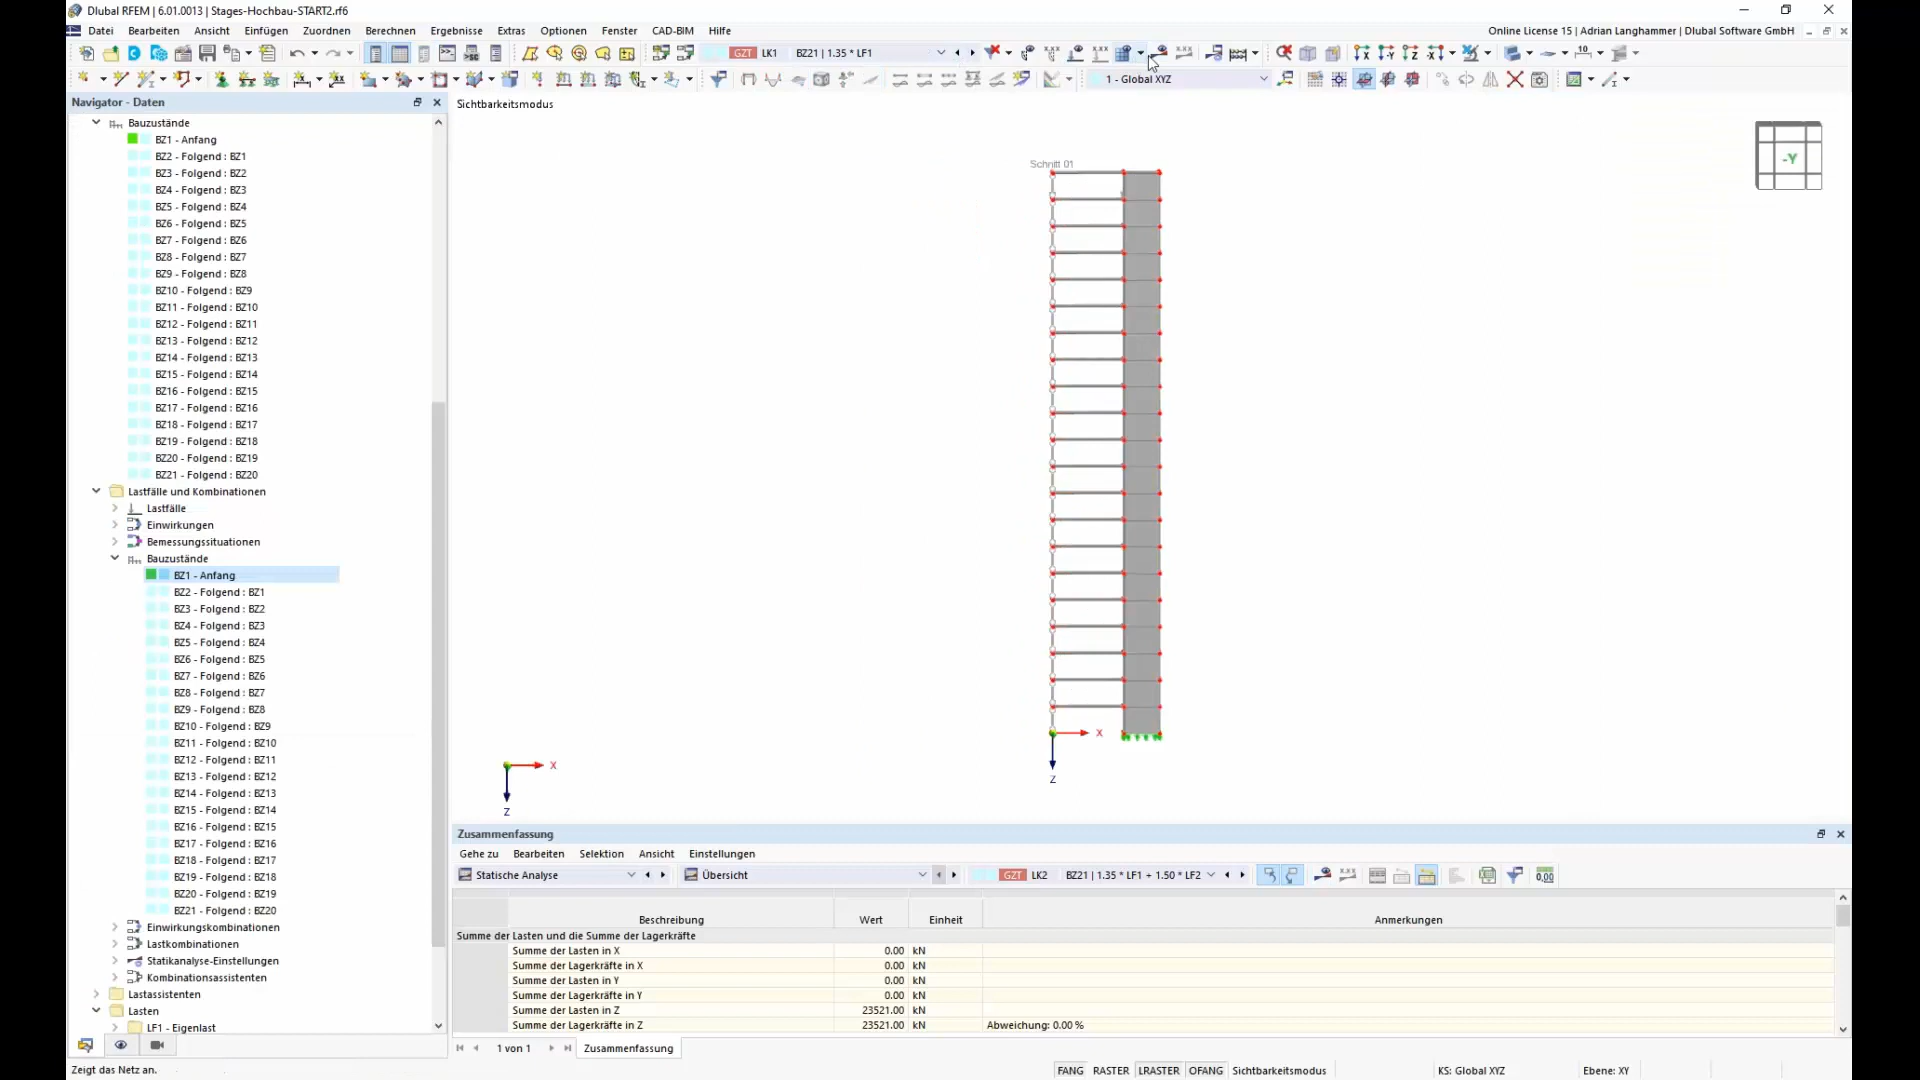 Dlubal RFEM | 6.01.0013 | Stages-Hochbau-START2.rf6
Datei Bearbeiten Ansicht Einfügen Zuordnen Berechnen Ergebnisse Extras Optionen Fenster CAD-BIM Hilfe
Online License 15 | Adrian Langhammer | Dlubal Software GmbH
GZT LK1 BZ21 | 1.35 * LF1
1 - Global XYZ
Navigator - Daten
Sichtbarkeitsmodus
Bauzustände
BZ1 - Anfang
BZ2 - Folgend : BZ1
BZ3 - Folgend : BZ2
BZ4 - Folgend : BZ3
BZ5 - Folgend : BZ4
BZ6 - Folgend : BZ5
BZ7 - Folgend : BZ6
BZ8 - Folgend : BZ7
BZ9 - Folgend : BZ8
BZ10 - Folgend : BZ9
BZ11 - Folgend : BZ10
BZ12 - Folgend : BZ11
BZ13 - Folgend : BZ12
BZ14 - Folgend : BZ13
BZ15 - Folgend : BZ14
BZ16 - Folgend : BZ15
BZ17 - Folgend : BZ16
BZ18 - Folgend : BZ17
BZ19 - Folgend : BZ18
BZ20 - Folgend : BZ19
BZ21 - Folgend : BZ20
Lastfälle und Kombinationen
Lastfälle
Einwirkungen
Bemessungssituationen
Bauzustände
BZ1 - Anfang
BZ2 - Folgend : BZ1
BZ3 - Folgend : BZ2
BZ4 - Folgend : BZ3
BZ5 - Folgend : BZ4
BZ6 - Folgend : BZ5
BZ7 - Folgend : BZ6
BZ8 - Folgend : BZ7
BZ9 - Folgend : BZ8
BZ10 - Folgend : BZ9
BZ11 - Folgend : BZ10
BZ12 - Folgend : BZ11
BZ13 - Folgend : BZ12
BZ14 - Folgend : BZ13
BZ15 - Folgend : BZ14
BZ16 - Folgend : BZ15
BZ17 - Folgend : BZ16
BZ18 - Folgend : BZ17
BZ19 - Folgend : BZ18
BZ20 - Folgend : BZ19
BZ21 - Folgend : BZ20
Einwirkungskombinationen
Lastkombinationen
Statikanalyse-Einstellungen
Kombinationsassistenten
Lastassistenten
Lasten
LF1 - Eigenlast
Schnitt 01
-Y
X
Z
X
Z
Zusammenfassung
Gehe zu Bearbeiten Selektion Ansicht Einstellungen
Statische Analyse Übersicht GZT LK2 BZ21 | 1.35 * LF1 + 1.50 * LF2
Beschreibung Wert Einheit Anmerkungen
Summe der Lasten und die Summe der Lagerkräfte
Summe der Lasten in X 0.00 kN
Summe der Lagerkräfte in X 0.00 kN
Summe der Lasten in Y 0.00 kN
Summe der Lagerkräfte in Y 0.00 kN
Summe der Lasten in Z 23521.00 kN
Summe der Lagerkräfte in Z 23521.00 kN Abweichung: 0.00 %
1 von 1 Zusammenfassung
Zeigt das Netz an.
FANG RASTER LRASTER OFANG Sichtbarkeitsmodus KS: Global XYZ Ebene: XY